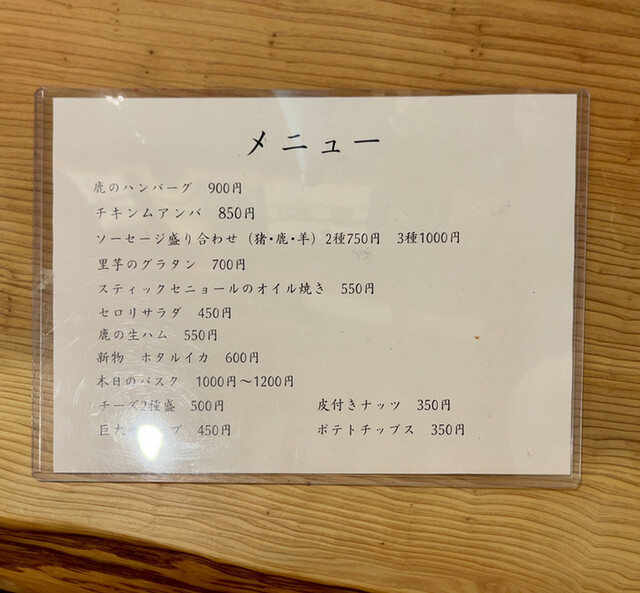 メニュー
鹿のハンバーグ 900円
チキンムアンバ 850円
ソーセージ盛り合わせ（猪・鹿・羊）2種750円 3種1000円
里芋のグラタン 700円
スティックセニョールのオイル焼き 550円
セロリサラダ 450円
鹿の生ハム 550円
新物 ホタルイカ 600円
本日のパスタ 1000円～1200円
チーズ2種盛 500円 皮付きナッツ 350円
巨大 ブ 450円 ポテトチップス 350円